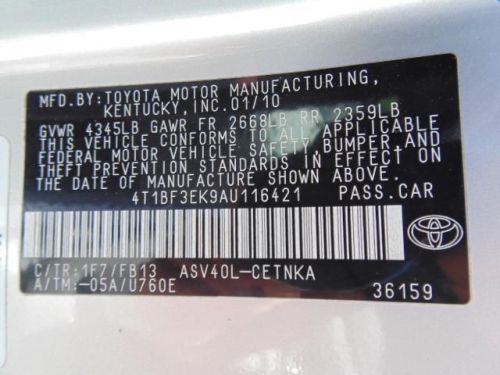 MFD.BY:TOYOTA MOTOR MANUFACTURING,
KENTUCKY, INC. 01/10
GVWR 4345LB GAWR FR 2668LB RR 2359LB
THIS VEHICLE CONFORMS TO ALL APPLICABLE
FEDERAL MOTOR VEHICLE SAFETY, BUMPER,AND
THEFT PREVENTION STANDARDS IN EFFECT ON
THE DATE OF MANUFACTURE SHOWN ABOVE.
4T1BF3EK9AU116421 PASS.CAR
C/TR:1F7/FB13 ASV40L-CETNKA
A/TM:-05A/U760E
36159